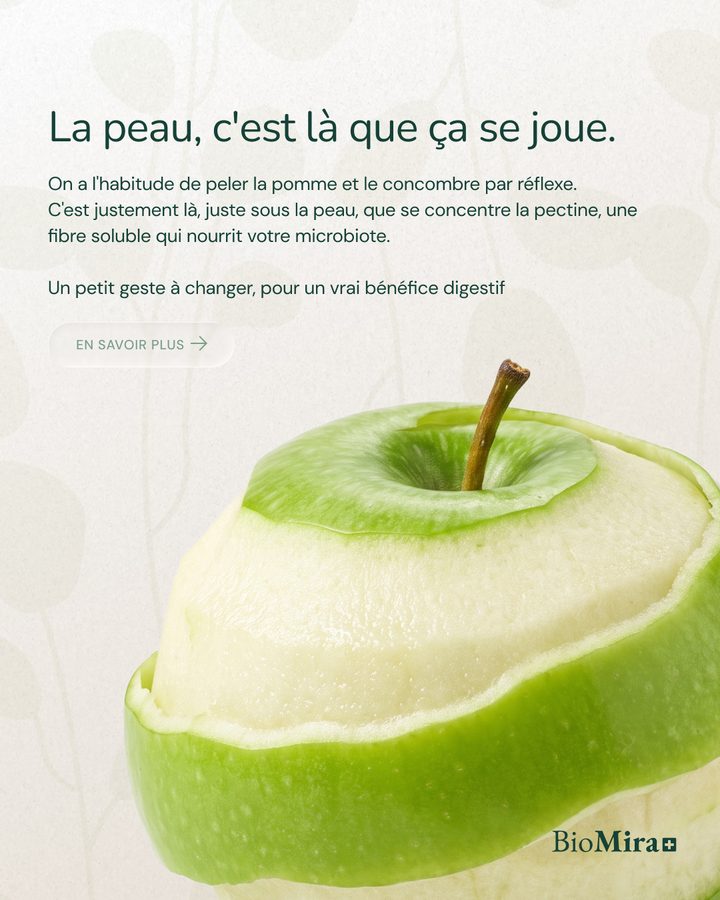 La peau, c'est là que ça se joue.
On a l'habitude de peler la pomme et le concombre par réflexe.
C'est justement là, juste sous la peau, que se concentre la pectine, une
fibre soluble qui nourrit votre microbiote.
Un petit geste à changer, pour un vrai bénéfice digestif
EN SAVOIR PLUS →
BioMira